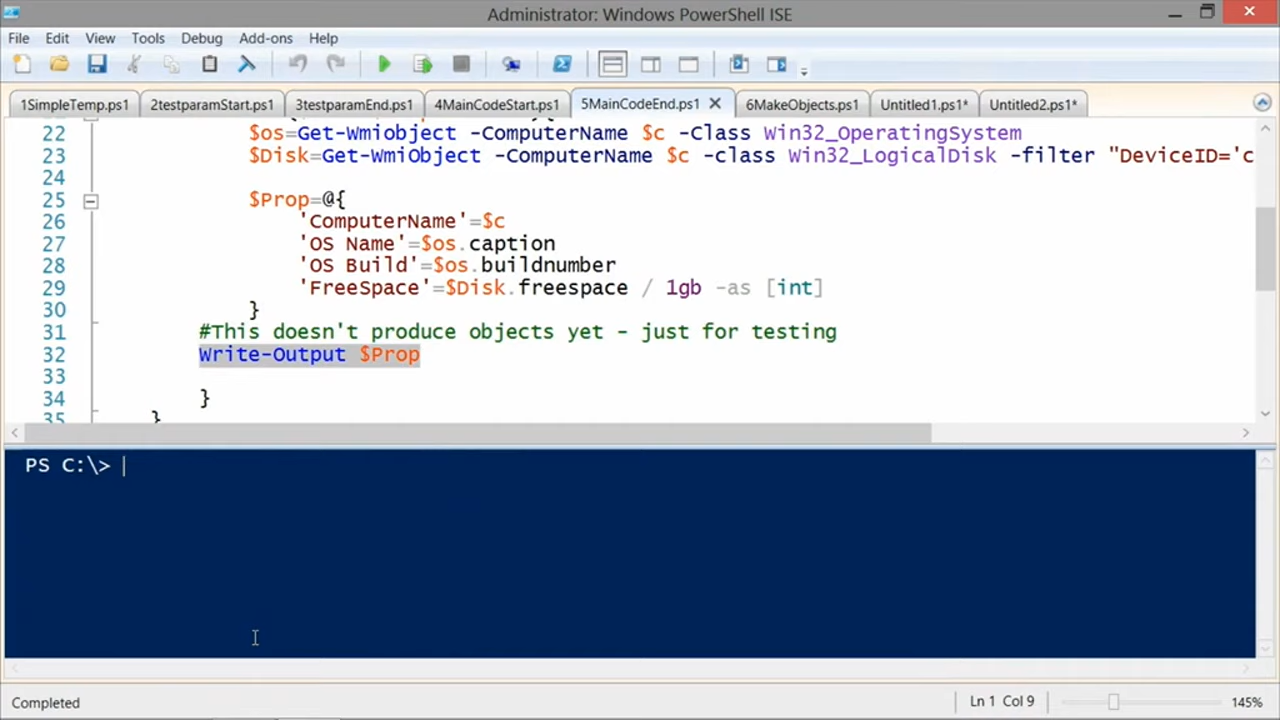 Administrator: Windows PowerShell ISE
File Edit View Tools Debug Add-ons Help
1SimpleTemp.ps1 2testparamStart.ps1 3testparamEnd.ps1 4MainCodeStart.ps1 5MainCodeEnd.ps1 6MakeObjects.ps1 Untitled1.ps1* Untitled2.ps1*
22 $os=Get-Wmiobject -ComputerName $c -Class Win32_OperatingSystem
23 $Disk=Get-WmiObject -ComputerName $c -class Win32_LogicalDisk -filter "DeviceID='c
24
25 $Prop=@{
26 'ComputerName'=$c
27 'OS Name'=$os.caption
28 'OS Build'=$os.buildnumber
29 'FreeSpace'=$Disk.freespace / 1gb -as [int]
30 }
31 #This doesn't produce objects yet - just for testing
32 Write-Output $Prop
33
34 }
35 }
PS C:\>
Completed Ln 1 Col 9 145%